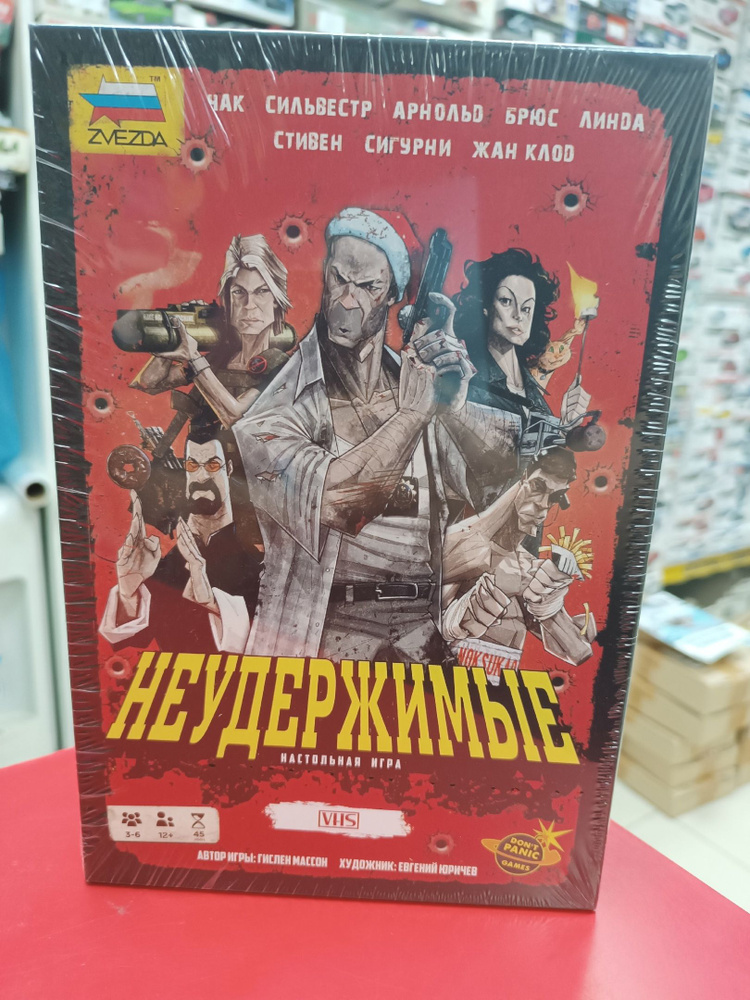 ZVEZDA
ЧАК СИЛЬВЕСТР АРНОЛЬД БРЮС ЛИНДА
СТИВЕН СИГУРНИ ЖАН КЛОД
НЕУДЕРЖИМЫЕ
НАСТОЛЬНАЯ ИГРА
3-6 12+ 45
VHS
DON'T
PANIC
GAMES
АВТОР ИГРЫ: ГИСЛЕН МАССОН ХУДОЖНИК: ЕВГЕНИЙ ЮРИЧЕВ